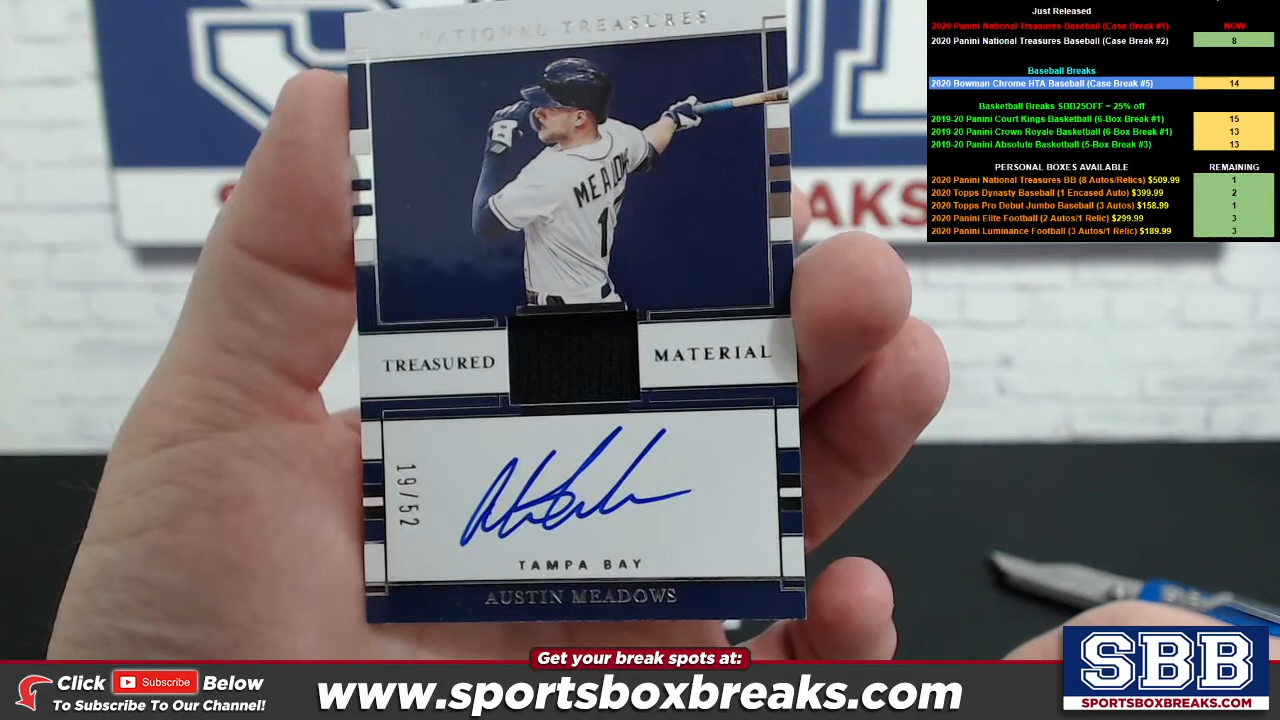 NATIONAL TREASURES
MEADOWS
TREASURED
MATERIAL
19/52
TAMPA BAY
AUSTIN MEADOWS
Just Released
2020 Panini National Treasures Baseball (Case Break #1) NOW
2020 Panini National Treasures Baseball (Case Break #2) 8
Baseball Breaks
2020 Bowman Chrome HTA Baseball (Case Break #5) 14
Basketball Breaks SBB25OFF = 25% off
2019-20 Panini Court Kings Basketball (6-Box Break #1) 15
2019-20 Panini Crown Royale Basketball (6-Box Break #1) 13
2019-20 Panini Absolute Basketball (5-Box Break #3) 13
PERSONAL BOXES AVAILABLE REMAINING
2020 Panini National Treasures BB (8 Autos/Relics) $509.99 1
2020 Topps Dynasty Baseball (1 Encased Auto) $399.99 2
2020 Topps Pro Debut Jumbo Baseball (3 Autos) $158.99 1
2020 Panini Elite Football (2 Autos/1 Relic) $299.99 3
2020 Panini Luminance Football (3 Autos/1 Relic) $189.99 3
Get your break spots at:
Click Subscribe Below
To Subscribe To Our Channel!
www.sportsboxbreaks.com
SBB
SPORTSBOXBREAKS.COM